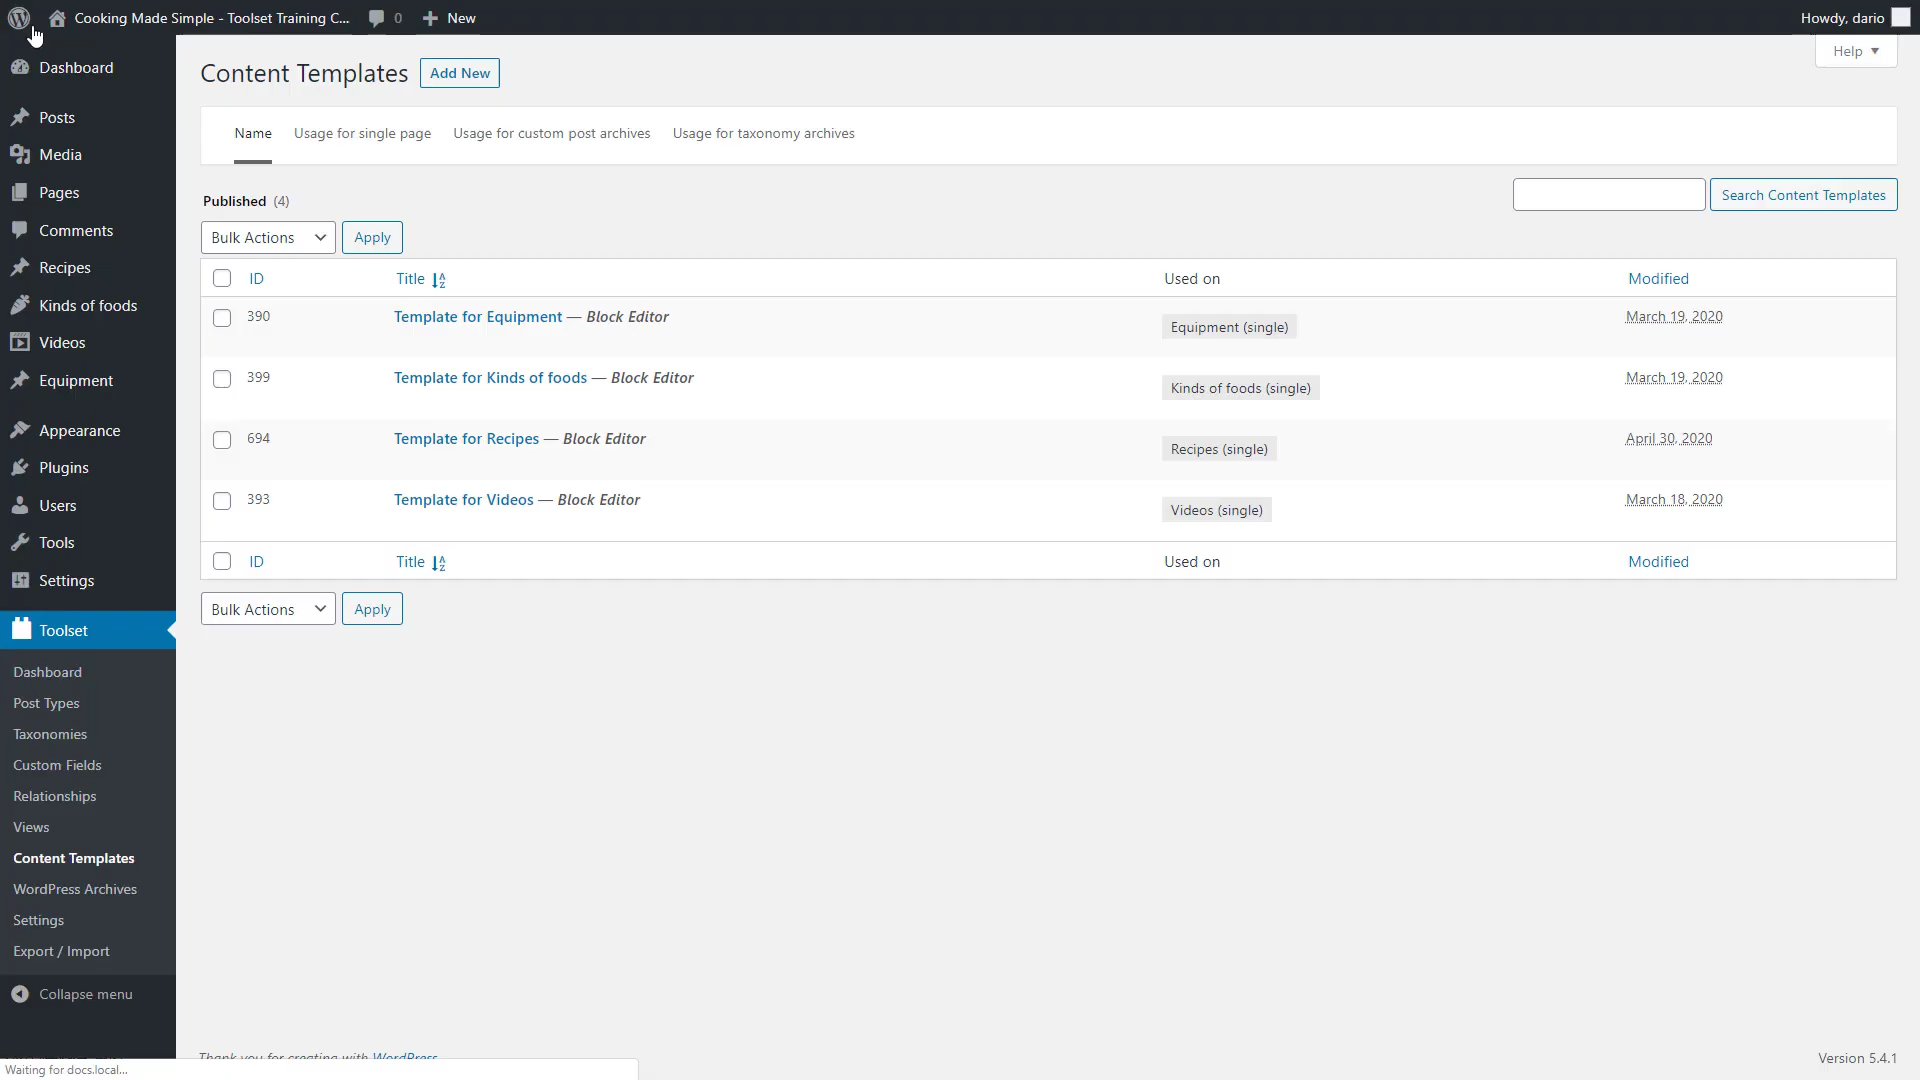 Cooking Made Simple - Toolset Training C... 0 New Howdy, dario
Help
Dashboard
Posts
Media
Pages
Comments
Recipes
Kinds of foods
Videos
Equipment
Appearance
Plugins
Users
Tools
Settings
Toolset
Dashboard
Post Types
Taxonomies
Custom Fields
Relationships
Views
Content Templates
WordPress Archives
Settings
Export / Import
Collapse menu
Content Templates Add New
Name Usage for single page Usage for custom post archives Usage for taxonomy archives
Published (4)
Search Content Templates
Bulk Actions Apply
ID Title Used on Modified
390 Template for Equipment — Block Editor Equipment (single) March 19, 2020
399 Template for Kinds of foods — Block Editor Kinds of foods (single) March 19, 2020
694 Template for Recipes — Block Editor Recipes (single) April 30, 2020
393 Template for Videos — Block Editor Videos (single) March 18, 2020
ID Title Used on Modified
Bulk Actions Apply
Thank you for creating with WordPress
Version 5.4.1
Waiting for docs.local...